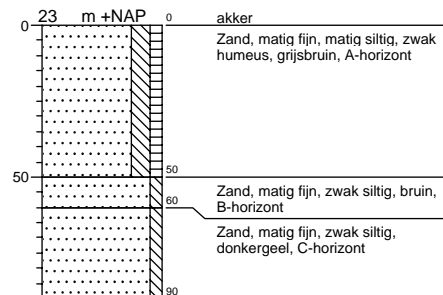 23 m +NAP
0
0
akker
Zand, matig fijn, matig siltig, zwak
humeus, grijsbruin, A-horizont
50
50
Zand, matig fijn, zwak siltig, bruin,
B-horizont
60
Zand, matig fijn, zwak siltig,
donkergeel, C-horizont
90